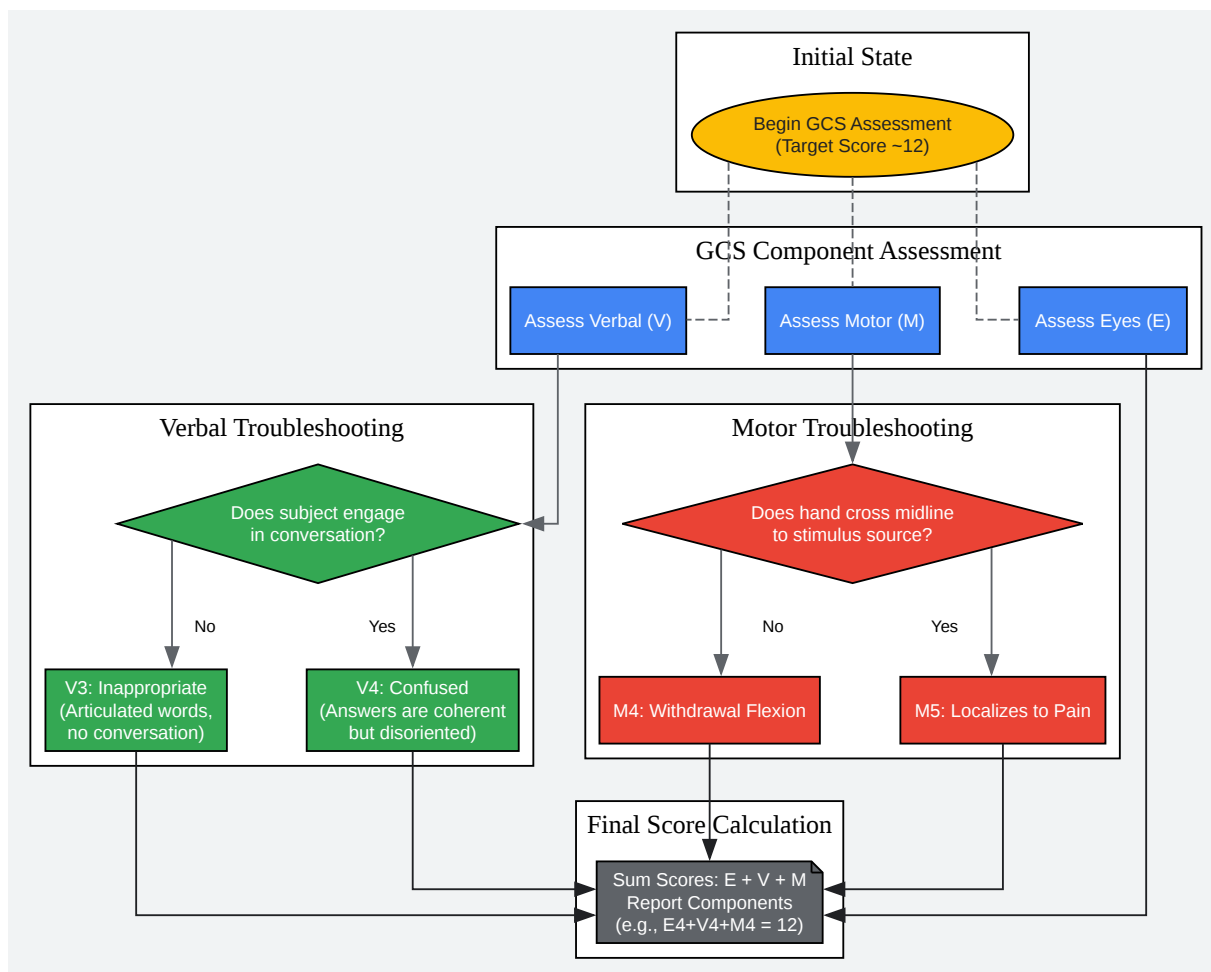 Initial State
Begin GCS Assessment
(Target Score ~12)
GCS Component Assessment
Assess Verbal (V)
Assess Motor (M)
Assess Eyes (E)
Verbal Troubleshooting
Does subject engage
in conversation?
No
Yes
V3: Inappropriate
(Articulated words,
no conversation)
V4: Confused
(Answers are coherent
but disoriented)
Motor Troubleshooting
Does hand cross midline
to stimulus source?
No
Yes
M4: Withdrawal Flexion
M5: Localizes to Pain
Final Score Calculation
Sum Scores: E + V + M
Report Components
(e.g., E4+V4+M4 = 12)